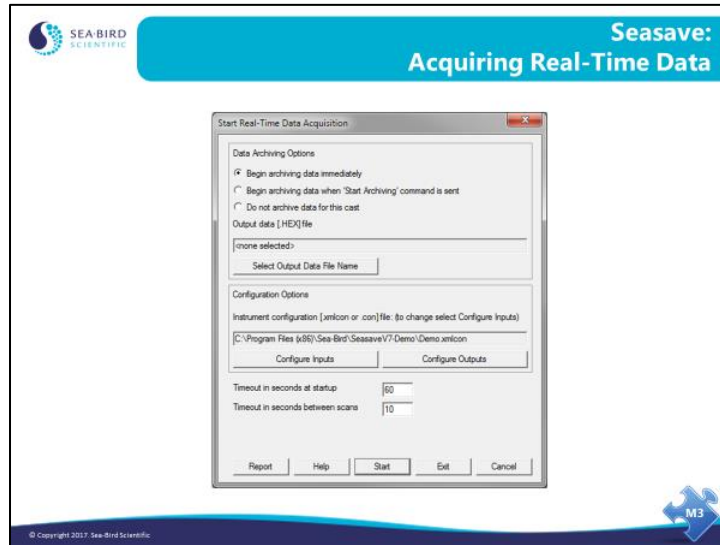 SEA·BIRD
SCIENTIFIC
Seasave:
Acquiring Real-Time Data
Start Real-Time Data Acquisition
Data Archiving Options
Begin archiving data immediately
Begin archiving data when 'Start Archiving' command is sent
Do not archive data for this cast
Output data [.HEX] file
<none selected>
Select Output Data File Name
Configuration Options
Instrument configuration [.xmlcon or .con] file: (to change select Configure Inputs)
C:\Program Files (x86)\Sea-Bird\SeasaveV7-Demo\Demo.xmlcon
Configure Inputs Configure Outputs
Timeout in seconds at startup 60
Timeout in seconds between scans 10
Report Help Start Exit Cancel
M3
© Copyright 2017. Sea-Bird Scientific